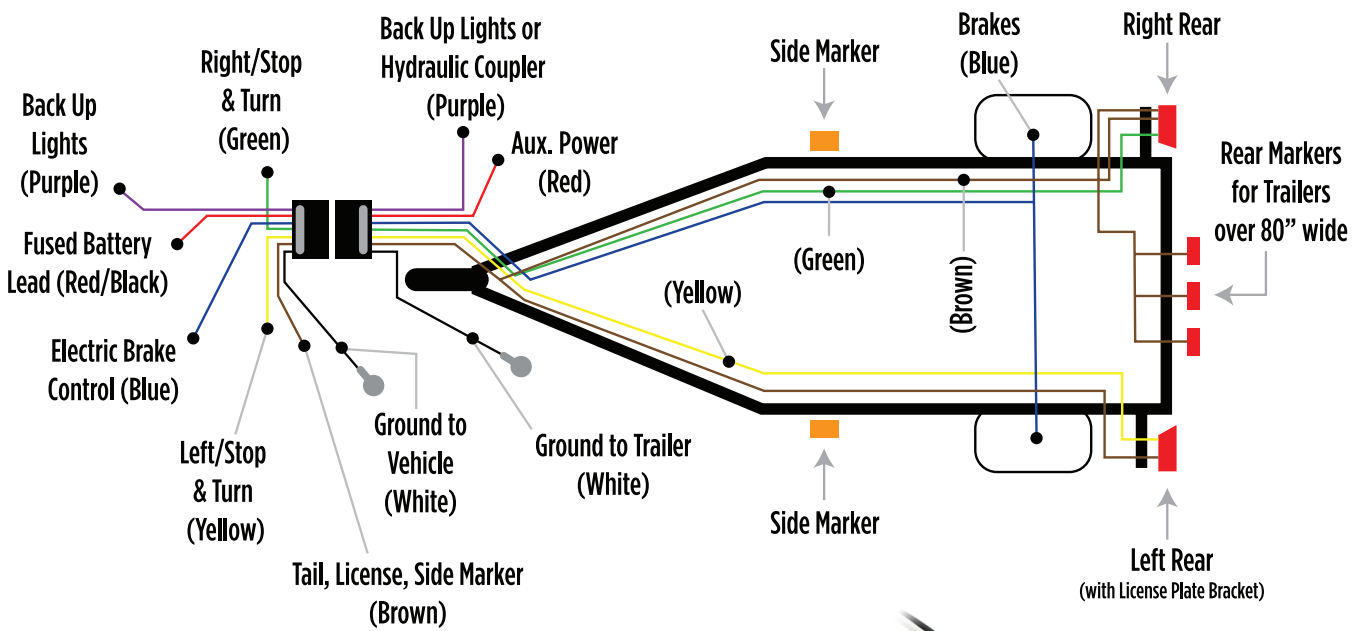 Back Up
Lights
(Purple)
Right/Stop
& Turn
(Green)
Back Up Lights or
Hydraulic Coupler
(Purple)
Aux. Power
(Red)
Side Marker
Brakes
(Blue)
Right Rear
Rear Markers
for Trailers
over 80” wide
Fused Battery
Lead (Red/Black)
Electric Brake
Control (Blue)
(Green)
(Brown)
(Yellow)
Left/Stop
& Turn
(Yellow)
Ground to
Vehicle
(White)
Ground to Trailer
(White)
Side Marker
Tail, License, Side Marker
(Brown)
Left Rear
(with License Plate Bracket)